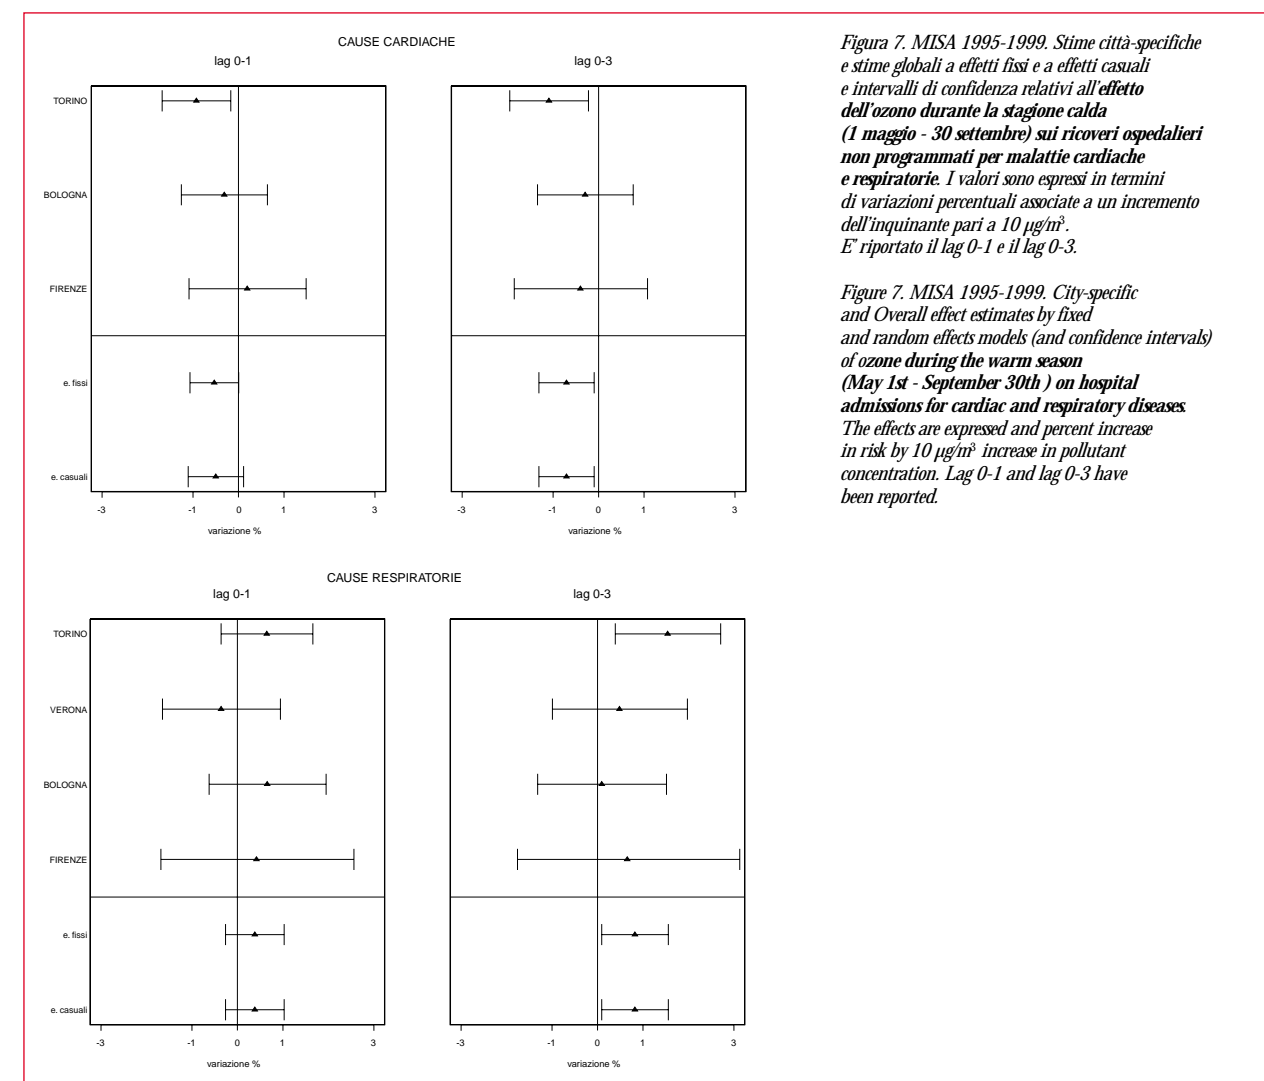 CAUSE CARDIACHE
lag 0-1
lag 0-3
TORINO
BOLOGNA
FIRENZE
e. fissi
e. casuali
-3 -1 0 1 3
-3 -1 0 1 3
variazione %
variazione %
CAUSE RESPIRATORIE
lag 0-1
lag 0-3
TORINO
VERONA
BOLOGNA
FIRENZE
e. fissi
e. casuali
-3 -1 0 1 3
-3 -1 0 1 3
variazione %
variazione %
Figura 7. MISA 1995-1999. Stime città-specifiche
e stime globali a effetti fissi e a effetti casuali
e intervalli di confidenza relativi all'effetto
dell'ozono durante la stagione calda
(1 maggio - 30 settembre) sui ricoveri ospedalieri
non programmati per malattie cardiache
e respiratorie. I valori sono espressi in termini
di variazioni percentuali associate a un incremento
dell'inquinante pari a 10 µg/m³.
E' riportato il lag 0-1 e il lag 0-3.
Figure 7. MISA 1995-1999. City-specific
and Overall effect estimates by fixed
and random effects models (and confidence intervals)
of ozone during the warm season
(May 1st - September 30th ) on hospital
admissions for cardiac and respiratory diseases.
The effects are expressed and percent increase
in risk by 10 µg/m³ increase in pollutant
concentration. Lag 0-1 and lag 0-3 have
been reported.